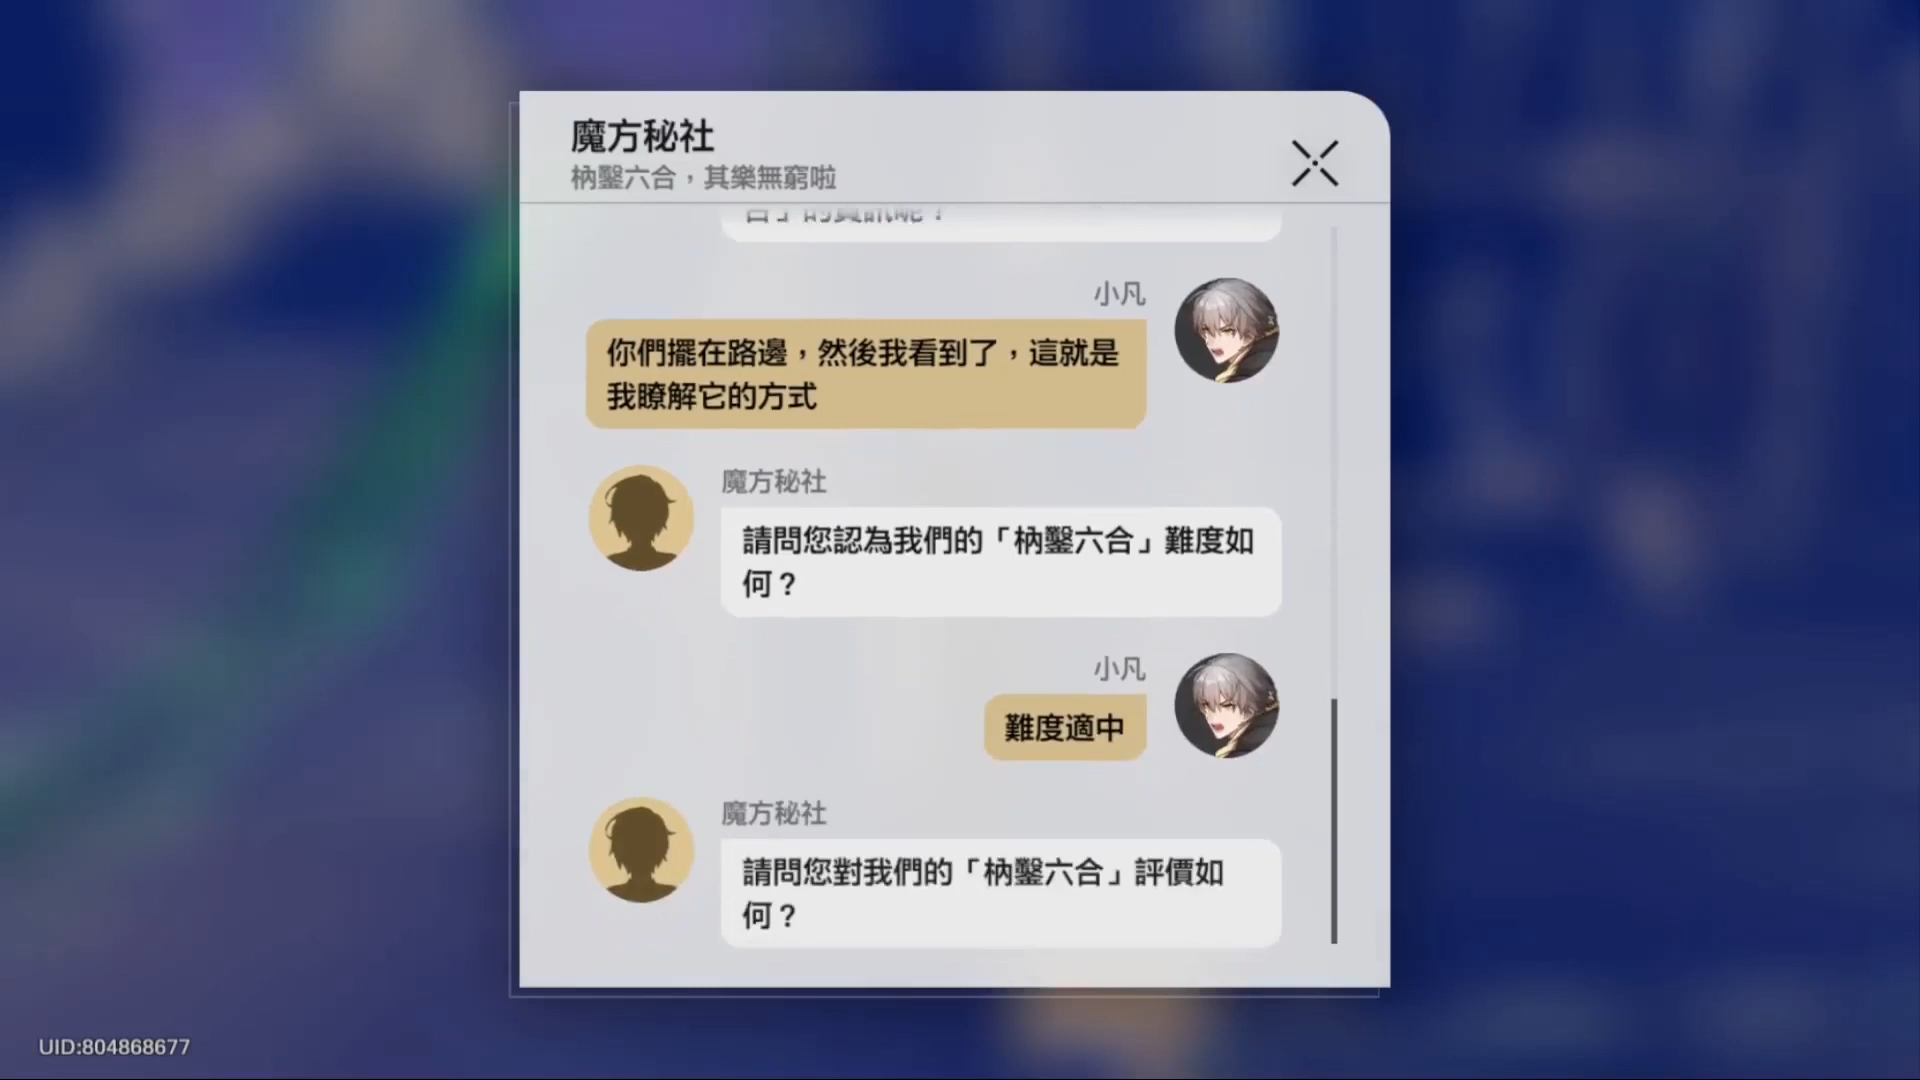 魔方秘社
枘鑿六合，其樂無窮啦
小凡
你們擺在路邊，然後我看到了，這就是
我瞭解它的方式
魔方秘社
請問您認為我們的「枘鑿六合」難度如
何？
小凡
難度適中
魔方秘社
請問您對我們的「枘鑿六合」評價如
何？
UID:804868677